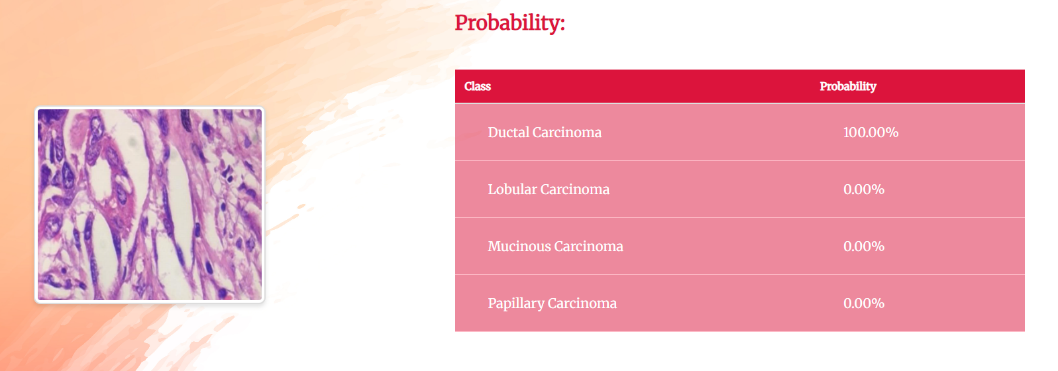 Probability:
Class Probability
Ductal Carcinoma 100.00%
Lobular Carcinoma 0.00%
Mucinous Carcinoma 0.00%
Papillary Carcinoma 0.00%